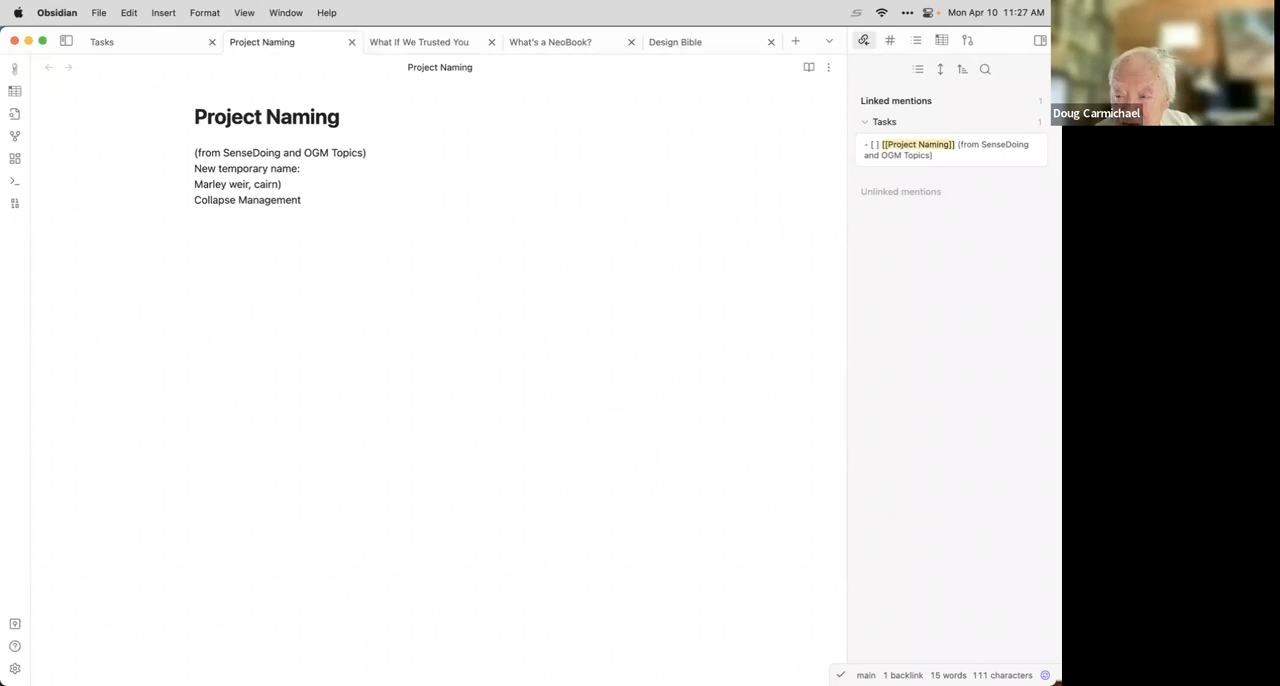 Obsidian File Edit Insert Format View Window Help
Mon Apr 10 11:27 AM
Tasks
Project Naming
What If We Trusted You
What's a NeoBook?
Design Bible
Project Naming
Project Naming
(from SenseDoing and OGM Topics)
New temporary name:
Marley weir, cairn)
Collapse Management
Linked mentions 1
Tasks 1
- [ ] [[Project Naming]] (from SenseDoing
and OGM Topics)
Unlinked mentions
main 1 backlink 15 words 111 characters
Doug Carmichael